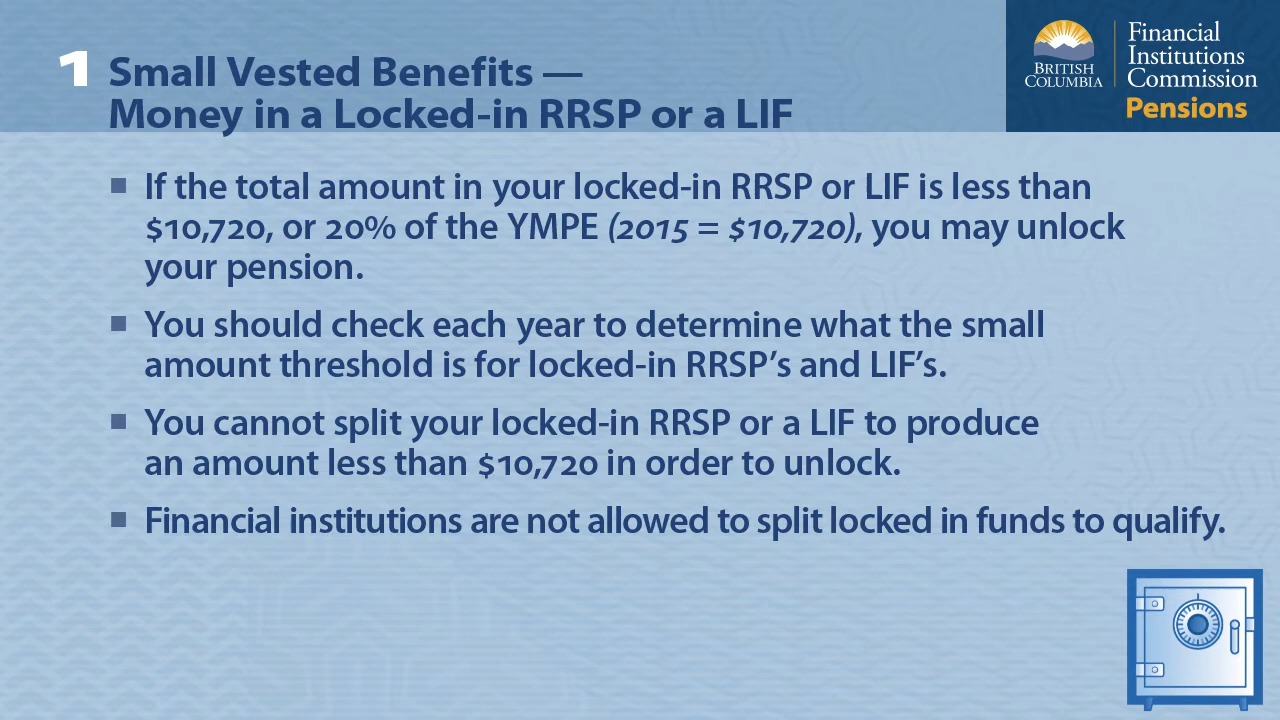 1 Small Vested Benefits —
Money in a Locked-in RRSP or a LIF
BRITISH
COLUMBIA
Financial
Institutions
Commission
Pensions
If the total amount in your locked-in RRSP or LIF is less than
$10,720, or 20% of the YMPE (2015 = $10,720), you may unlock
your pension.
You should check each year to determine what the small
amount threshold is for locked-in RRSP’s and LIF’s.
You cannot split your locked-in RRSP or a LIF to produce
an amount less than $10,720 in order to unlock.
Financial institutions are not allowed to split locked in funds to qualify.